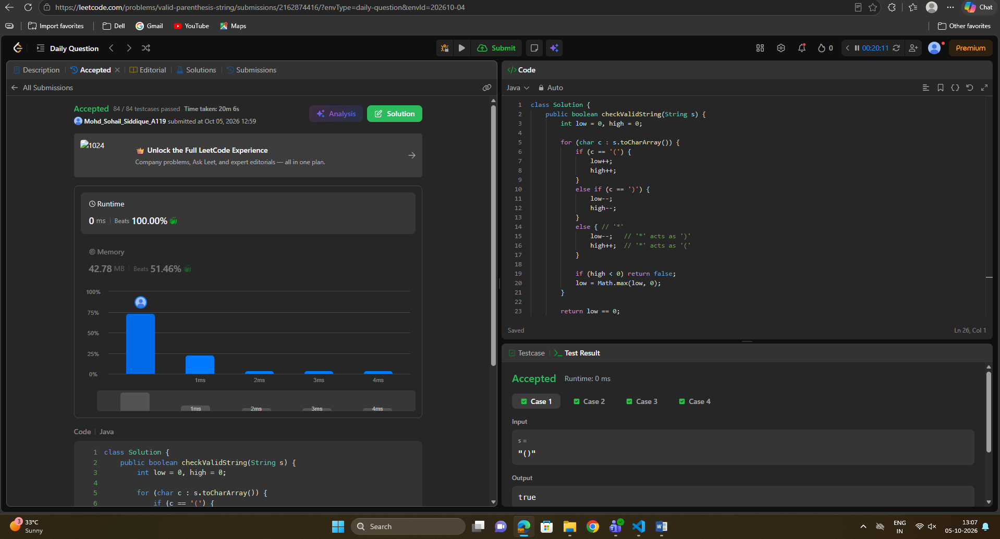 https://leetcode.com/problems/valid-parenthesis-string/submissions/2162874416/?envType=daily-question&envId=202610-04
Chat
Import favorites
Dell
Gmail
YouTube
Maps
Other favorites
Daily Question
Submit
0
00:20:11
Premium
Description
Accepted
Editorial
Solutions
Submissions
All Submissions
Accepted 84 / 84 testcases passed Time taken: 20m 6s
Mohd_Sohail_Siddique_A119 submitted at Oct 05, 2026 12:59
Analysis
Solution
1024
Unlock the Full LeetCode Experience
Company problems, Ask Leet, and expert editorials — all in one plan.
Runtime
0 ms | Beats 100.00%
Memory
42.78 MB | Beats 51.46%
100%
75%
50%
25%
0%
1ms 2ms 3ms 4ms
1ms 2ms 3ms 4ms
Code | Java
1 class Solution {
2 public boolean checkValidString(String s) {
3 int low = 0, high = 0;
4
5 for (char c : s.toCharArray()) {
6 if (c == '(') {
</> Code
Java
Auto
1 class Solution {
2 public boolean checkValidString(String s) {
3 int low = 0, high = 0;
4
5 for (char c : s.toCharArray()) {
6 if (c == '(') {
7 low++;
8 high++;
9 }
10 else if (c == ')') {
11 low--;
12 high--;
13 }
14 else { // '*'
15 low--; // '*' acts as ')'
16 high++; // '*' acts as '('
17 }
18
19 if (high < 0) return false;
20 low = Math.max(low, 0);
21 }
22
23 return low == 0;
Saved
Ln 26, Col 1
Testcase
Test Result
Accepted Runtime: 0 ms
Case 1 Case 2 Case 3 Case 4
Input
s =
"()"
Output
true
3
33°C
Sunny
Search
ENG
IN
13:07
05-10-2026